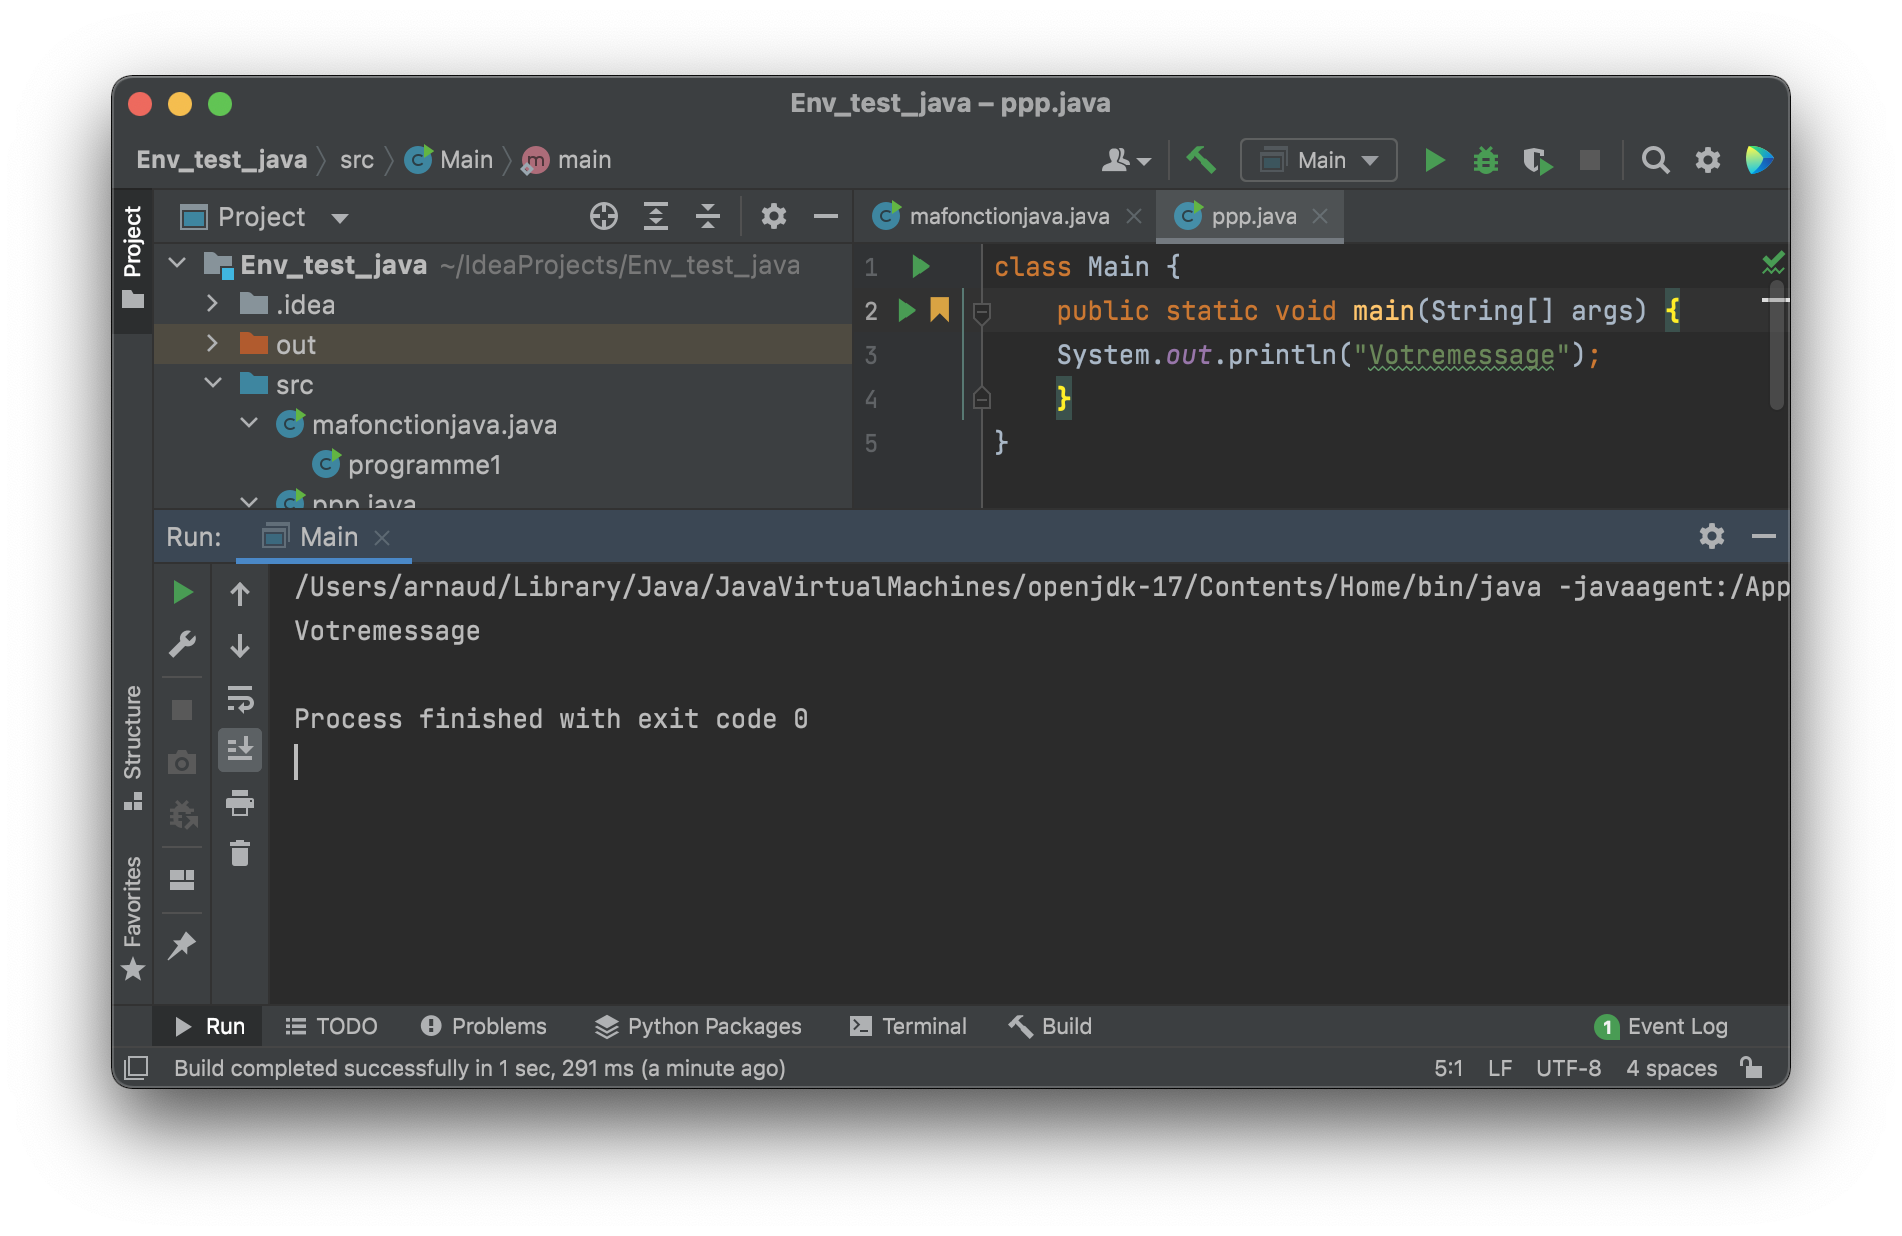 Env_test_java – ppp.java
Env_test_java src Main main
Main
Project
Project
mafonctionjava.java
ppp.java
Env_test_java ~/IdeaProjects/Env_test_java
.idea
out
src
mafonctionjava.java
programme1
ppp.java
1 class Main {
2 public static void main(String[] args) {
3 System.out.println("Votremessage");
4 }
5 }
Run: Main
/Users/arnaud/Library/Java/JavaVirtualMachines/openjdk-17/Contents/Home/bin/java -javaagent:/App
Votremessage
Process finished with exit code 0
Structure
Favorites
Run TODO Problems Python Packages Terminal Build 1 Event Log
Build completed successfully in 1 sec, 291 ms (a minute ago) 5:1 LF UTF-8 4 spaces